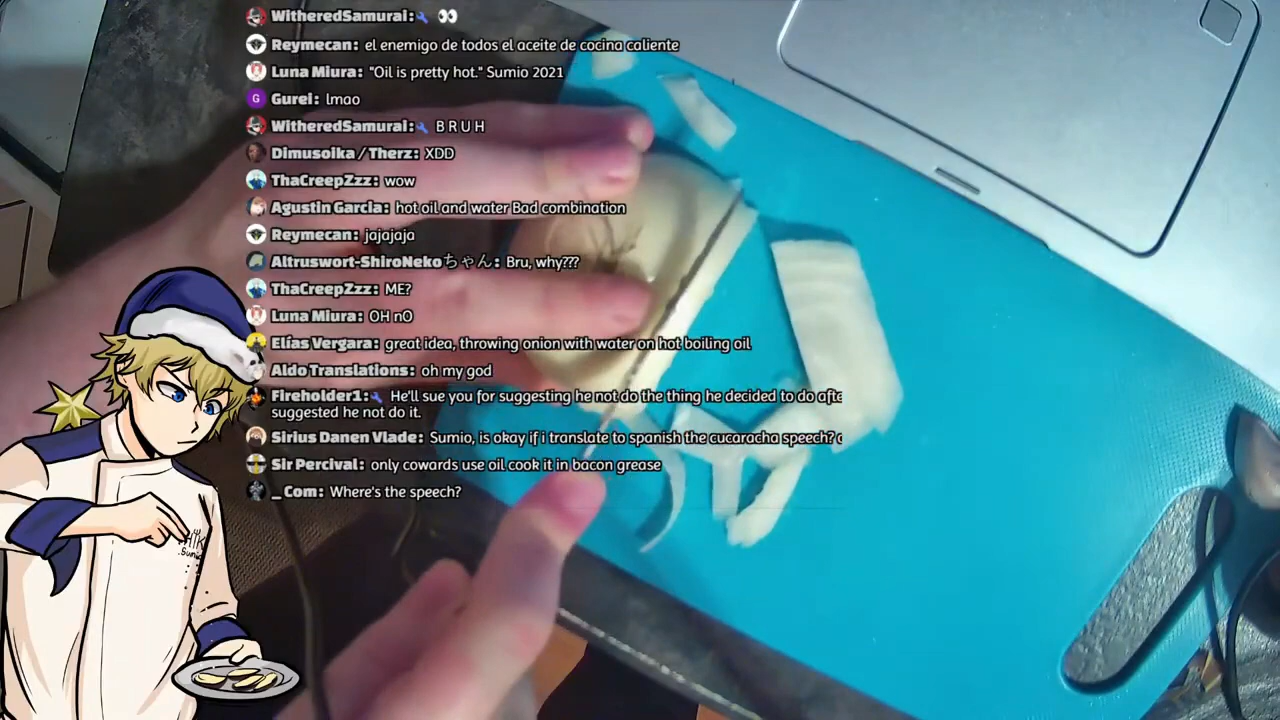 WitheredSamurai: 👀
Reymecan: el enemigo de todos el aceite de cocina caliente
Luna Miura: "Oil is pretty hot." Sumio 2021
G Gurei: lmao
WitheredSamurai: B R U H
Dimusoika / Therz: XDD
ThaCreepZzz: wow
Agustin Garcia: hot oil and water Bad combination
Reymecan: jajajaja
Altruswort-ShiroNekoちゃん: Bru, why???
ThaCreepZzz: ME?
Luna Miura: OH nO
Elías Vergara: great idea, throwing onion with water on hot boiling oil
Aldo Translations: oh my god
Fireholder1: He'll sue you for suggesting he not do the thing he decided to do afte
suggested he not do it.
Sirius Danen Vlade: Sumio, is okay if i translate to spanish the cucaracha speech?
Sir Percival: only cowards use oil cook it in bacon grease
_Com: Where's the speech?